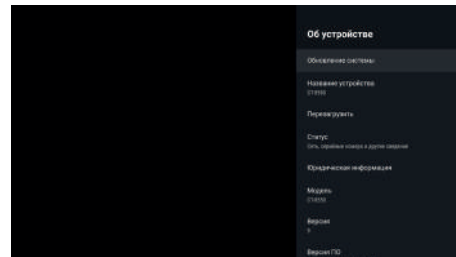 Об устройстве
Обновление системы
Название устройства
Перезагрузить
Статус
Сеть, серийные номера и другие сведения
Юридическая информация
Модель
Версия
9
Версия ПО